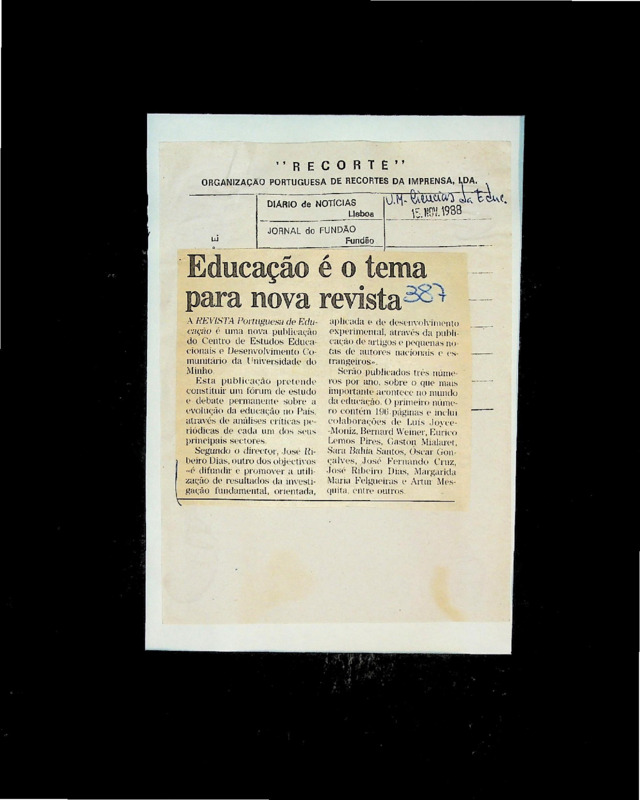 "RECORTE"
ORGANIZAÇÃO PORTUGUESA DE RECORTES DA IMPRENSA, LDA.
DIÁRIO de NOTÍCIAS
Lisboa
U.M- Ciencias da Educ.
15. NOV. 1988
JORNAL do FUNDÃO
Fundão
Educação é o tema
para nova revista
387
A REVISTA Portuguesa de Edu-
cação é uma nova publicação
do Centro de Estudos Educa-
cionais e Desenvolvimento Co-
munitário da Universidade do
Minho.
Esta publicação pretende
constituir um fórum de estudo
e debate permanente sobre a
evolução da educação no País,
através de análises críticas pe-
riódicas de cada um dos seus
principais sectores.
Segundo o director, José Ri-
beiro Dias, outro dos objectivos
«é difundir e promover a utili-
zação de resultados da investi-
gação fundamental, orientada,
aplicada e de desenvolvimento
experimental, através da publi-
cação de artigos e pequenas no-
tas de autores nacionais e es-
trangeiros».
Serão publicados três núme-
ros por ano, sobre o que mais
importante acontece no mundo
da educação. O primeiro núme-
ro contém 196 páginas e inclui
colaborações de Luís Joyce-
-Moniz, Bernard Weiner, Eurico
Lemos Pires, Gaston Mialaret,
Sara Bahia Santos, Óscar Gon-
çalves, José Fernando Cruz,
José Ribeiro Dias, Margarida
Maria Felgueiras e Artur Mes-
quita, entre outros.